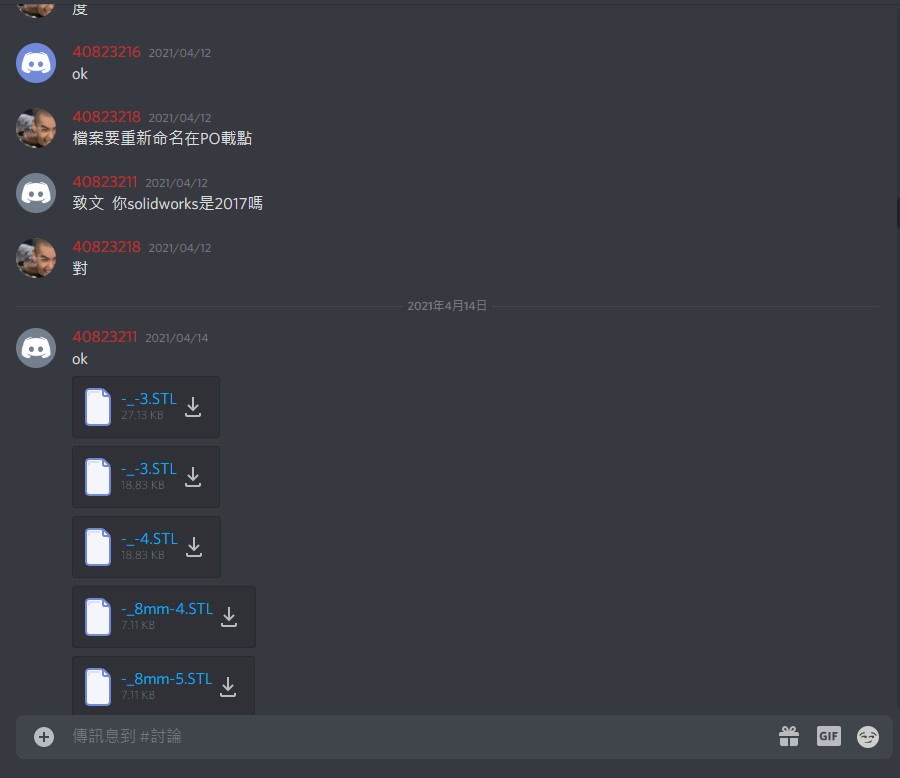 度
40823216 2021/04/12
ok
40823218 2021/04/12
檔案要重新命名在PO載點
40823211 2021/04/12
致文 你solidworks是2017嗎
40823218 2021/04/12
對
2021年4月14日
40823211 2021/04/14
ok
-_-3.STL
27.13 KB
-_-3.STL
18.83 KB
-_-4.STL
18.83 KB
-_8mm-4.STL
7.11 KB
-_8mm-5.STL
7.11 KB
傳訊息到 #討論
GIF